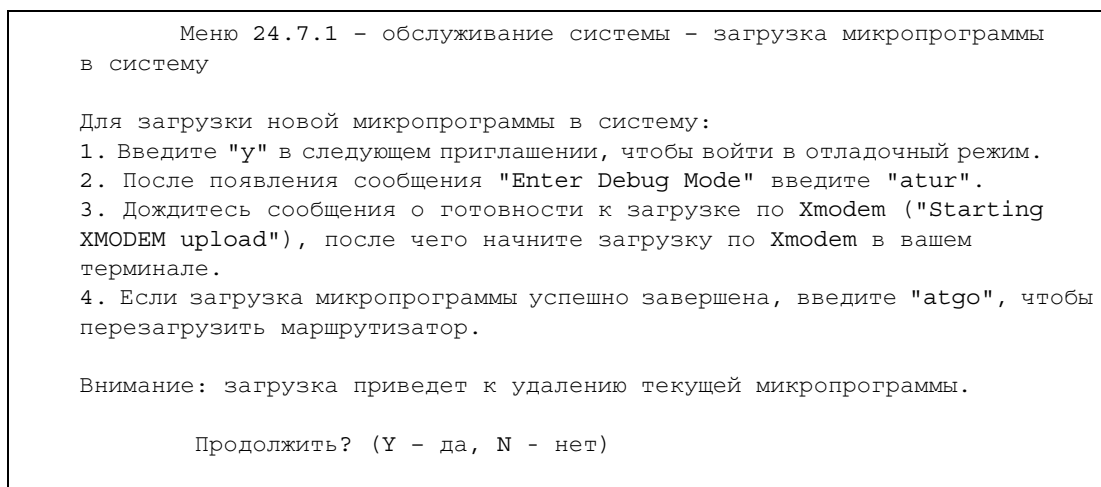 Меню 24.7.1 – обслуживание системы – загрузка микропрограммы
в систему
Для загрузки новой микропрограммы в систему:
1. Введите "y" в следующем приглашении, чтобы войти в отладочный режим.
2. После появления сообщения "Enter Debug Mode" введите "atur".
3. Дождитесь сообщения о готовности к загрузке по Xmodem ("Starting
XMODEM upload"), после чего начните загрузку по Xmodem в вашем
терминале.
4. Если загрузка микропрограммы успешно завершена, введите "atgo", чтобы
перезагрузить маршрутизатор.
Внимание: загрузка приведет к удалению текущей микропрограммы.
Продолжить? (Y – да, N - нет)